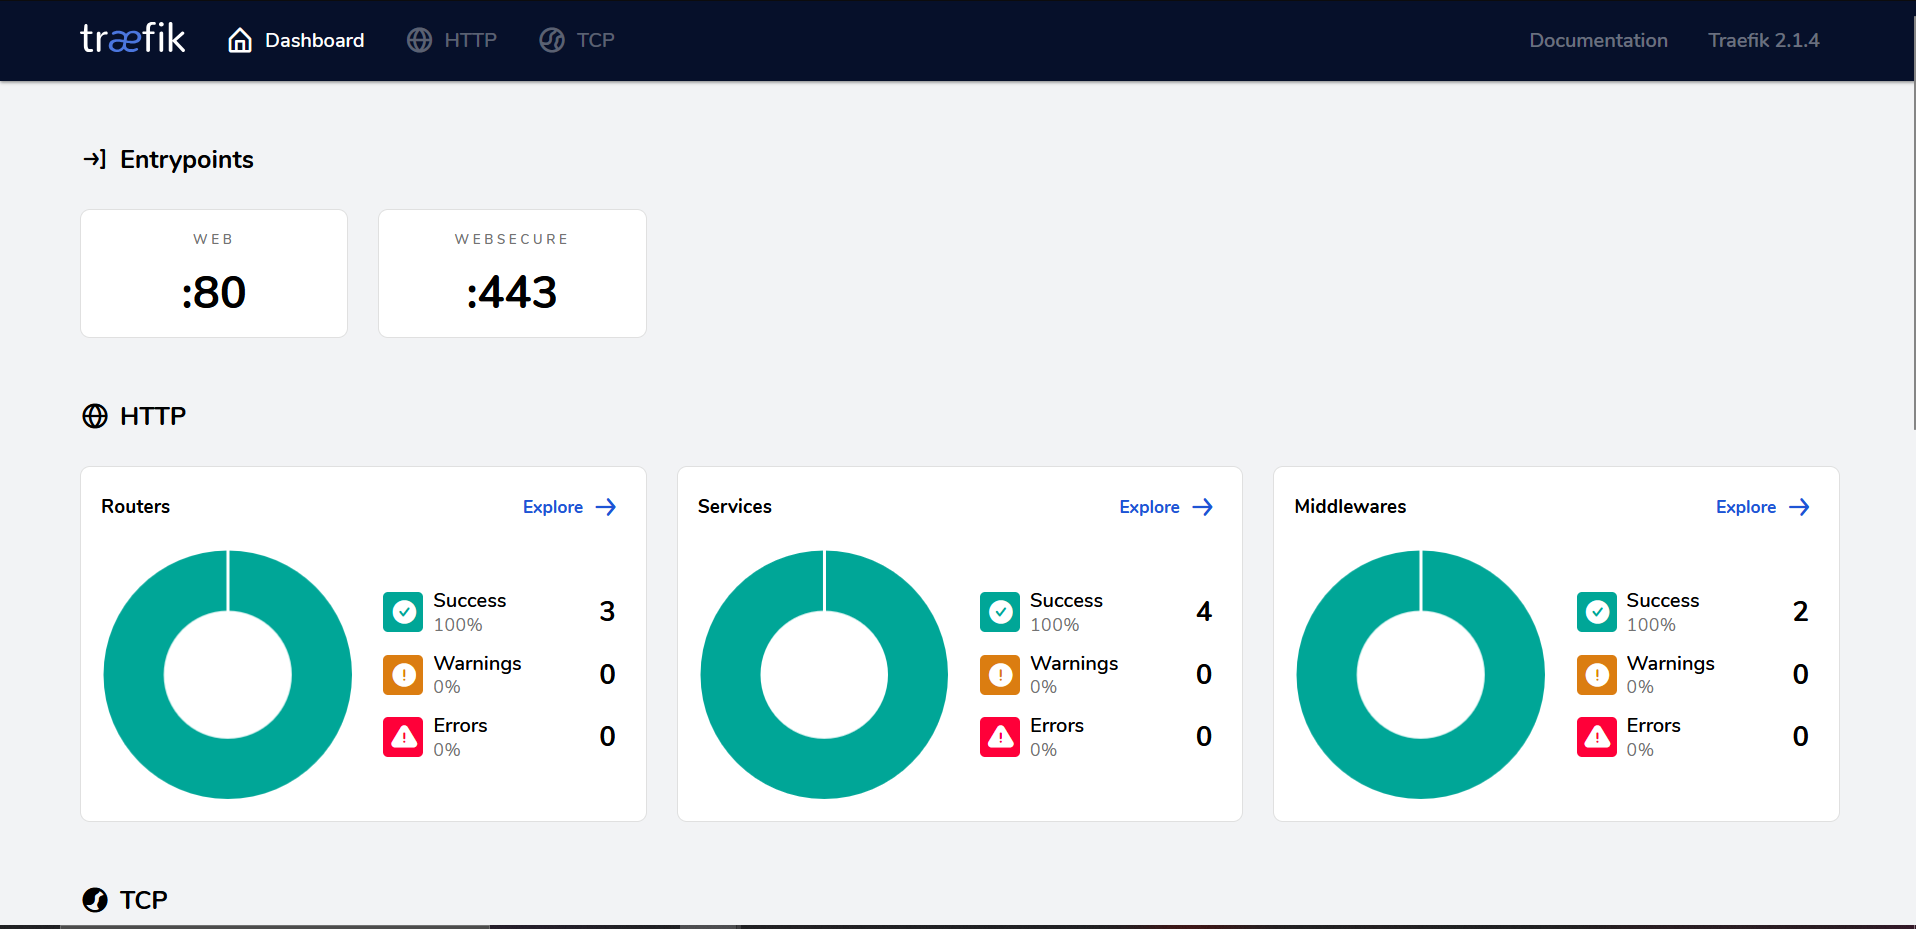 træfik Dashboard HTTP TCP Documentation Traefik 2.1.4
Entrypoints
WEB
:80
WEBSECURE
:443
HTTP
Routers Explore
Success 3
100%
Warnings 0
0%
Errors 0
0%
Services Explore
Success 4
100%
Warnings 0
0%
Errors 0
0%
Middlewares Explore
Success 2
100%
Warnings 0
0%
Errors 0
0%
TCP